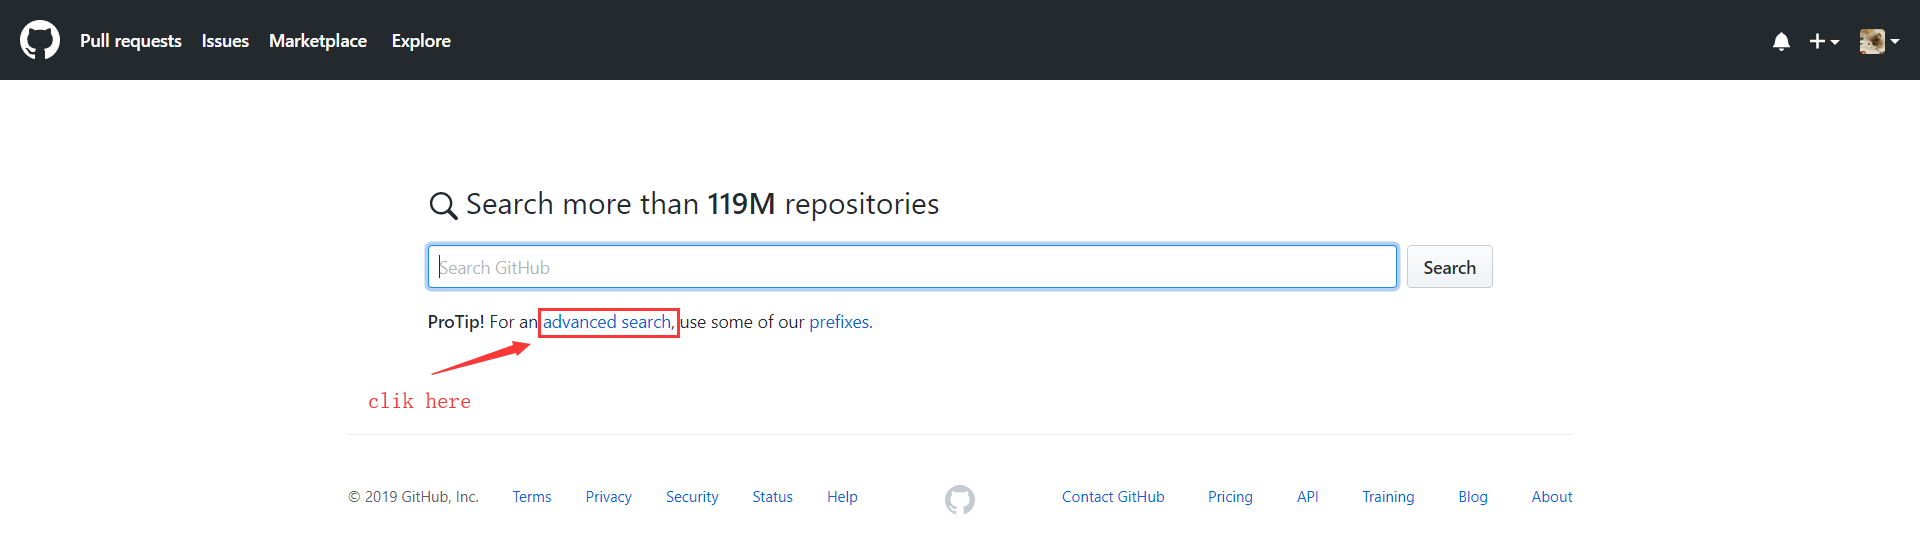 Pull requests Issues Marketplace Explore
Search more than 119M repositories
Search GitHub Search
ProTip! For an advanced search, use some of our prefixes.
clik here
© 2019 GitHub, Inc. Terms Privacy Security Status Help Contact GitHub Pricing API Training Blog About